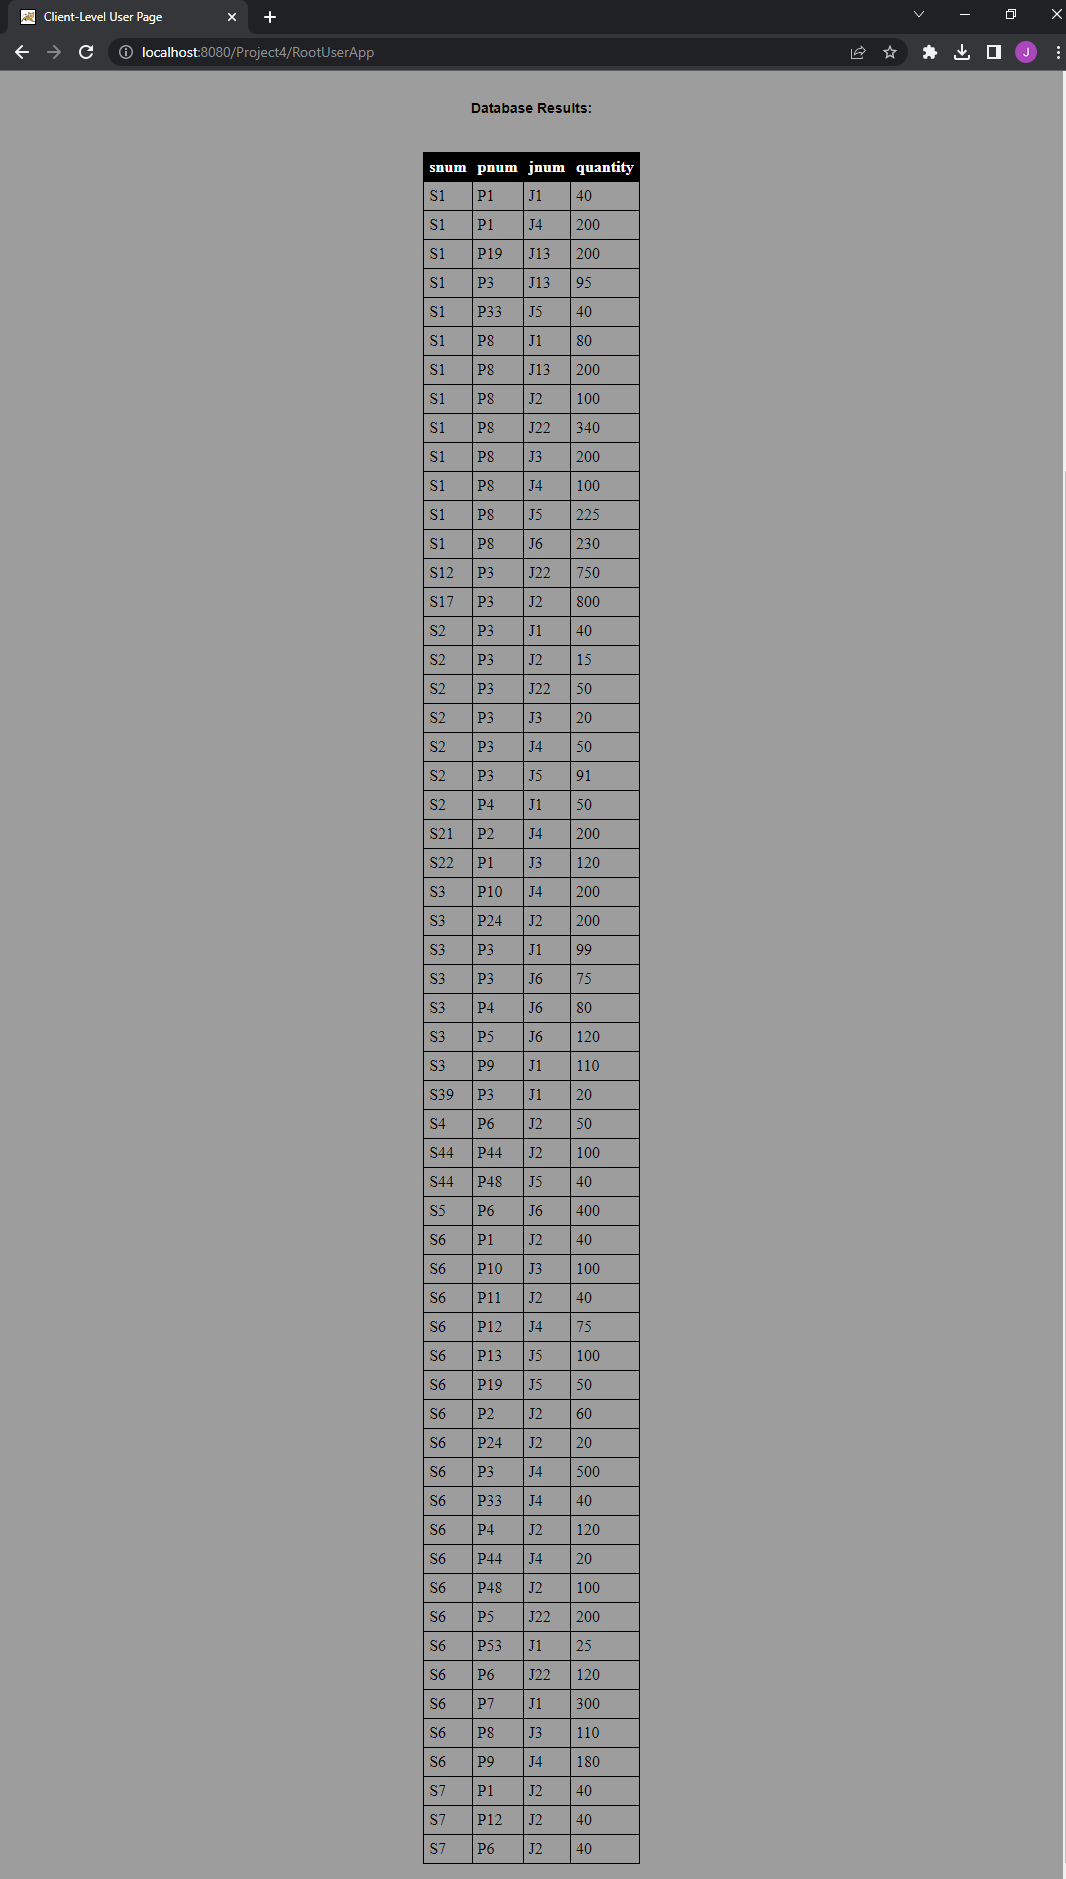 Client-Level User Page
localhost:8080/Project4/RootUserApp
J
Database Results:
snum pnum jnum quantity
S1 P1 J1 40
S1 P1 J4 200
S1 P19 J13 200
S1 P3 J13 95
S1 P33 J5 40
S1 P8 J1 80
S1 P8 J13 200
S1 P8 J2 100
S1 P8 J22 340
S1 P8 J3 200
S1 P8 J4 100
S1 P8 J5 225
S1 P8 J6 230
S12 P3 J22 750
S17 P3 J2 800
S2 P3 J1 40
S2 P3 J2 15
S2 P3 J22 50
S2 P3 J3 20
S2 P3 J4 50
S2 P3 J5 91
S2 P4 J1 50
S21 P2 J4 200
S22 P1 J3 120
S3 P10 J4 200
S3 P24 J2 200
S3 P3 J1 99
S3 P3 J6 75
S3 P4 J6 80
S3 P5 J6 120
S3 P9 J1 110
S39 P3 J1 20
S4 P6 J2 50
S44 P44 J2 100
S44 P48 J5 40
S5 P6 J6 400
S6 P1 J2 40
S6 P10 J3 100
S6 P11 J2 40
S6 P12 J4 75
S6 P13 J5 100
S6 P19 J5 50
S6 P2 J2 60
S6 P24 J2 20
S6 P3 J4 500
S6 P33 J4 40
S6 P4 J2 120
S6 P44 J4 20
S6 P48 J2 100
S6 P5 J22 200
S6 P53 J1 25
S6 P6 J22 120
S6 P7 J1 300
S6 P8 J3 110
S6 P9 J4 180
S7 P1 J2 40
S7 P12 J2 40
S7 P6 J2 40